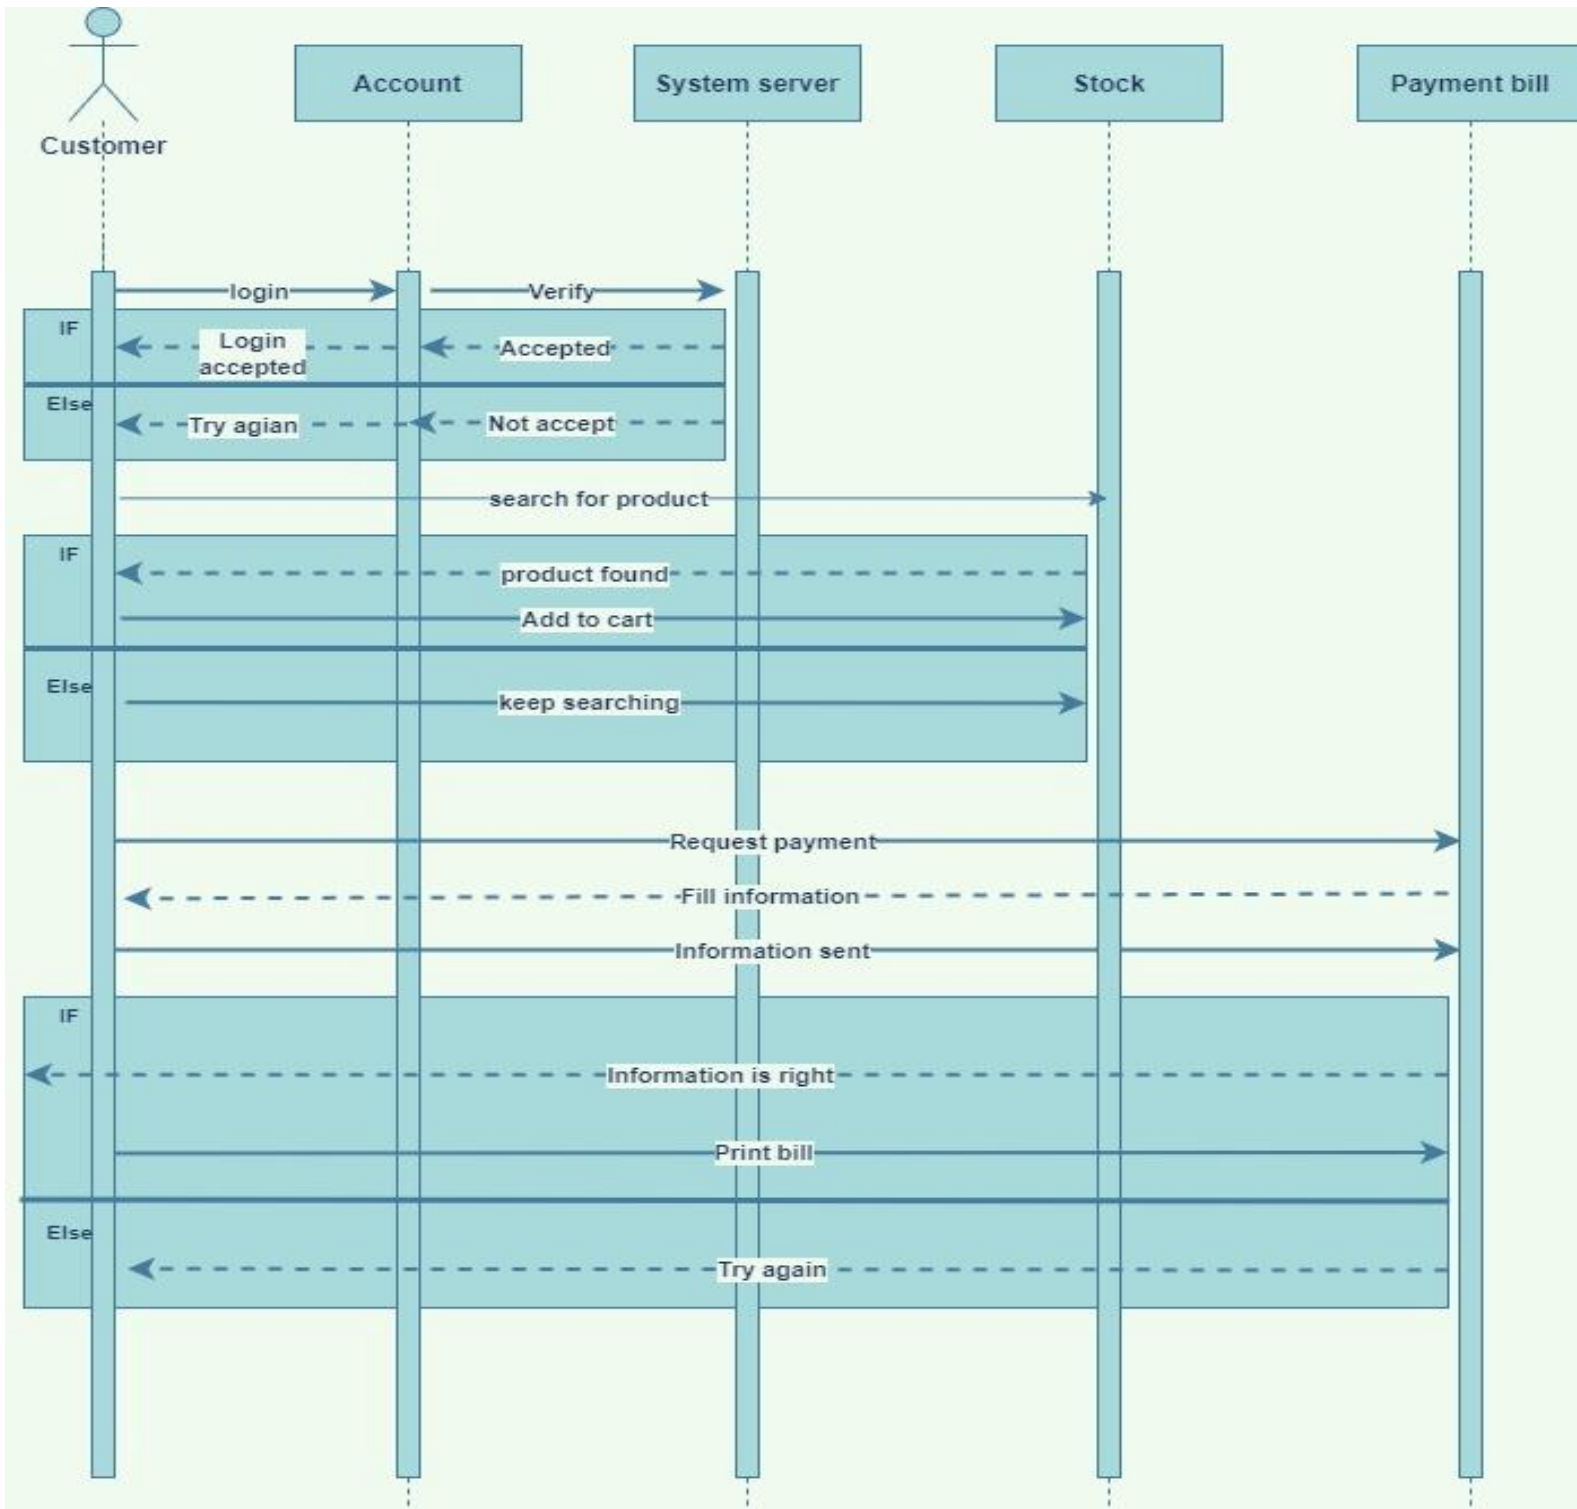 Account
System server
Stock
Payment bill
Customer
login
Verify
IF
Login
accepted
Accepted
Else
Try agian
Not accept
search for product
IF
product found
Add to cart
Else
keep searching
Request payment
Fill information
Information sent
IF
Information is right
Print bill
Else
Try again